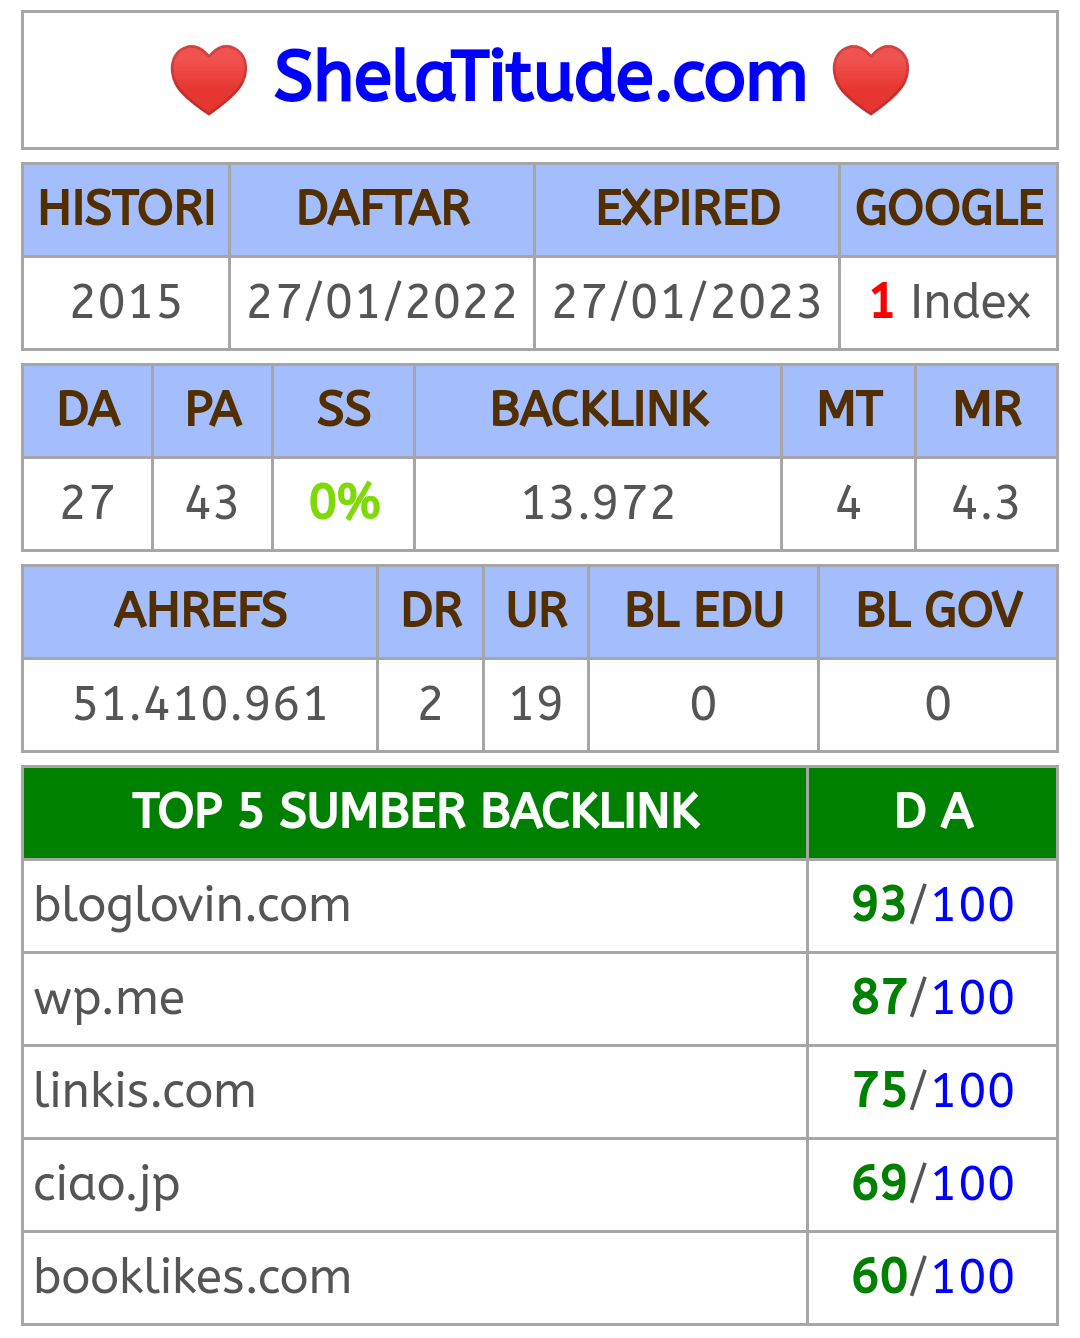 ShelaTitude.com
HISTORI DAFTAR EXPIRED GOOGLE
2015 27/01/2022 27/01/2023 1 Index
DA PA SS BACKLINK MT MR
27 43 0% 13.972 4 4.3
AHREFS DR UR BL EDU BL GOV
51.410.961 2 19 0 0
TOP 5 SUMBER BACKLINK D A
bloglovin.com 93/100
wp.me 87/100
linkis.com 75/100
ciao.jp 69/100
booklikes.com 60/100